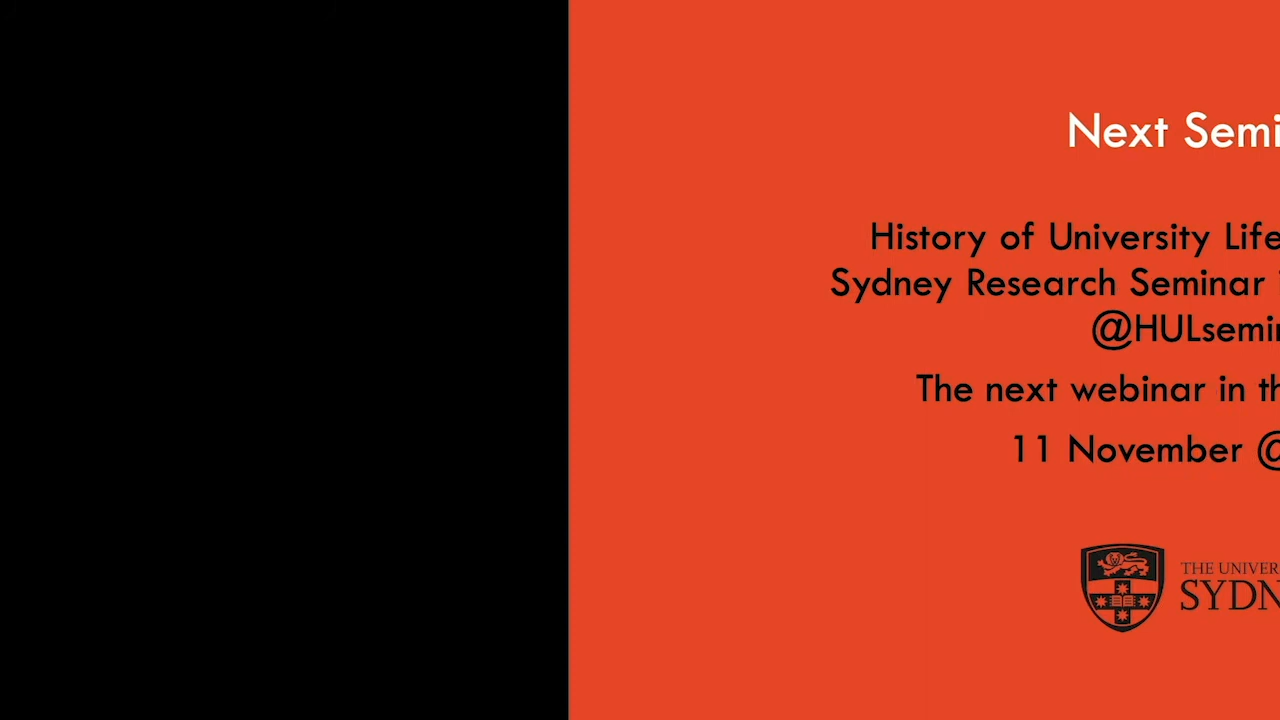 Next Semi
History of University Life
Sydney Research Seminar
@HULsemin
The next webinar in th
11 November @
THE UNIVER
SYDN